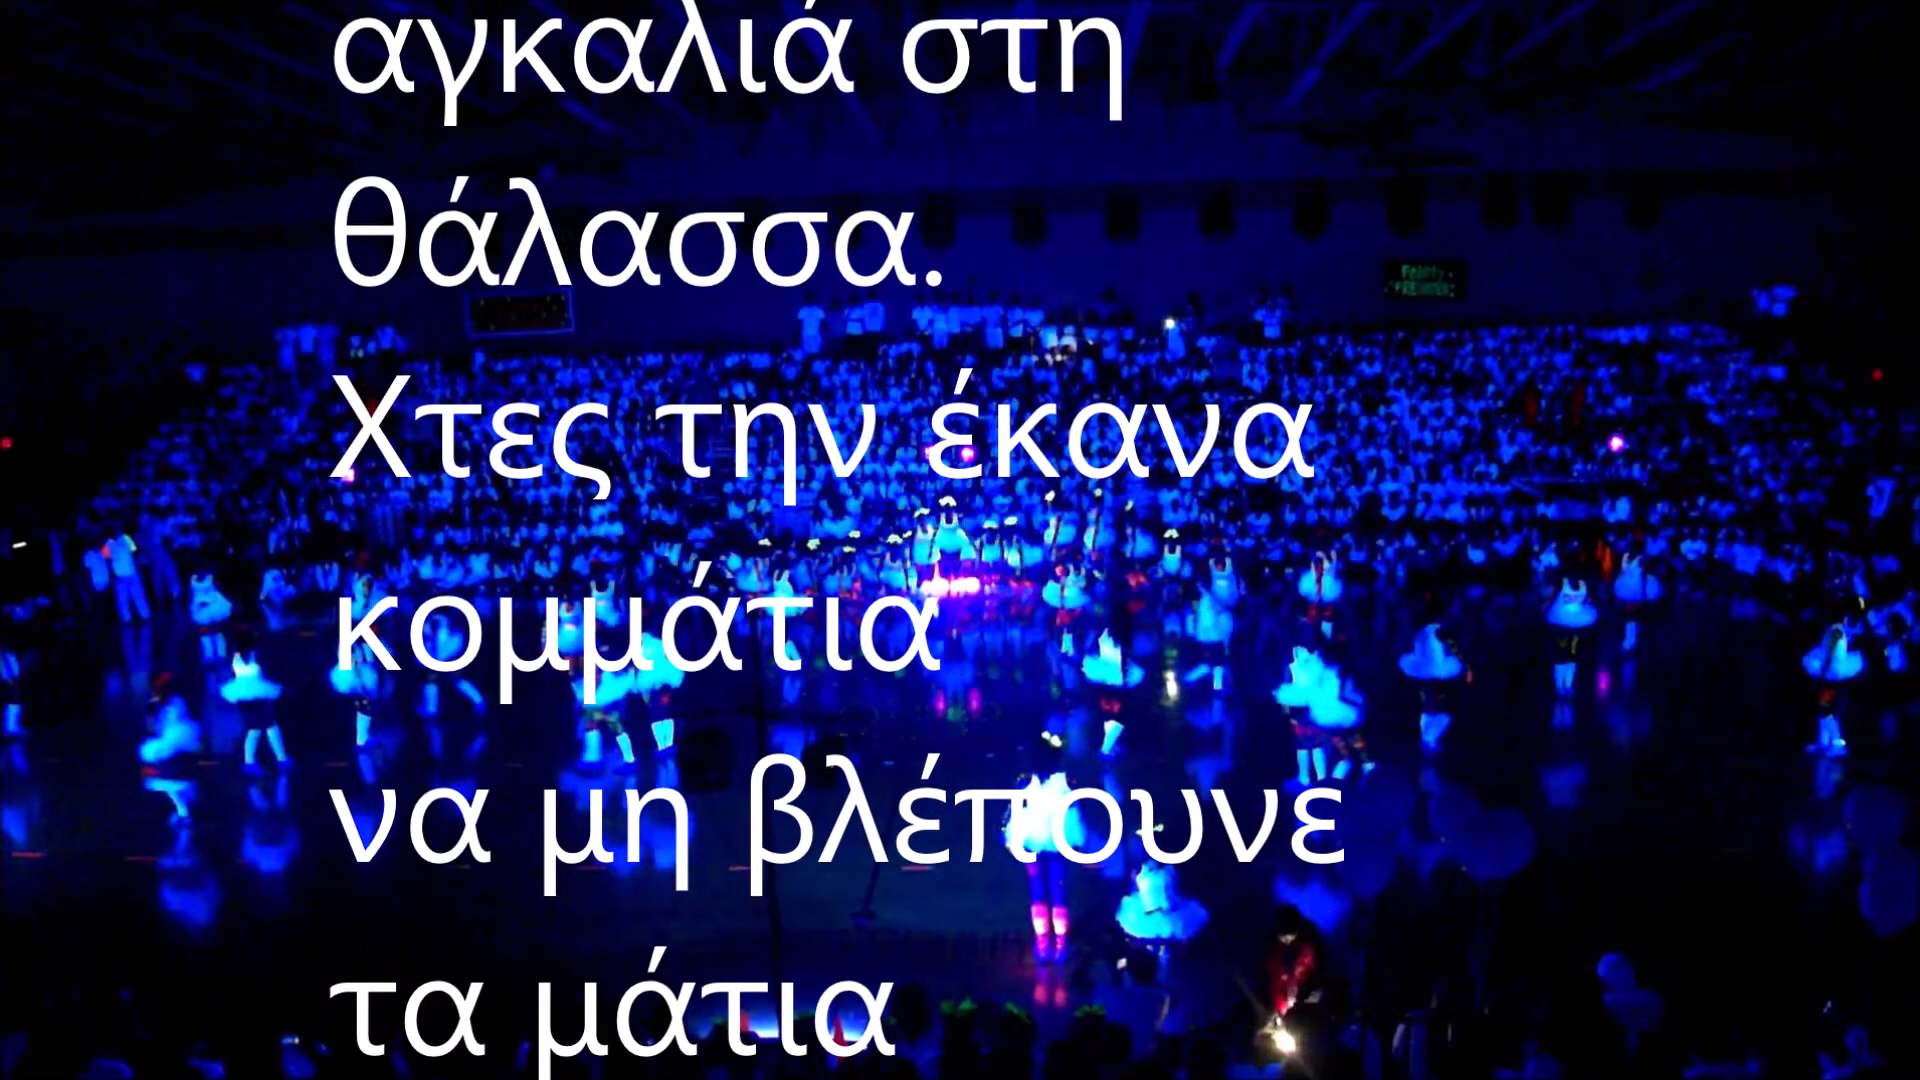 αγκαλιά στη
θάλασσα.
Χτες την έκανα
κομμάτια
να μη βλέπουνε
τα μάτια